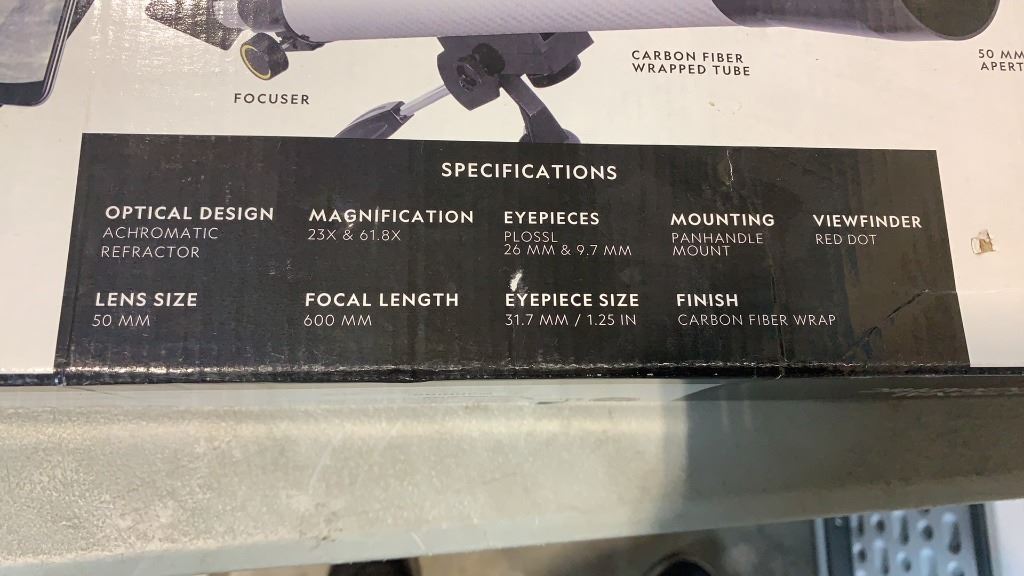 FOCUSER
CARBON FIBER
WRAPPED TUBE
50 MM
SPECIFICATIONS
OPTICAL DESIGN
ACHROMATIC
REFRACTOR
MAGNIFICATION
23X & 61.8X
EYEPIECES
PLOSSL
26 MM & 9.7 MM
MOUNTING
PANHANDLE
MOUNT
VIEWFINDER
RED DOT
LENS SIZE
50 MM
FOCAL LENGTH
600 MM
EYEPIECE SIZE
31.7 MM / 1.25 IN
FINISH
CARBON FIBER WRAP